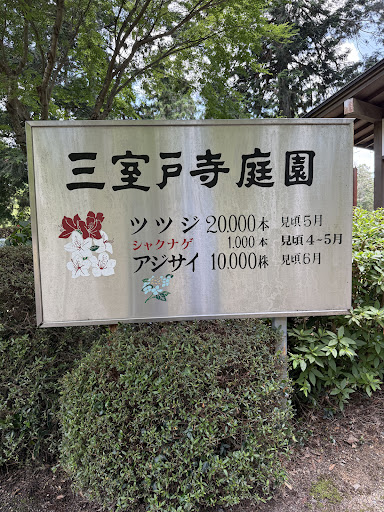 三室戸寺庭園
ツツジ 20.000本 見頃5月
シャクナゲ 1.000本 見頃4～5月
アジサイ 10.000株 見頃6月